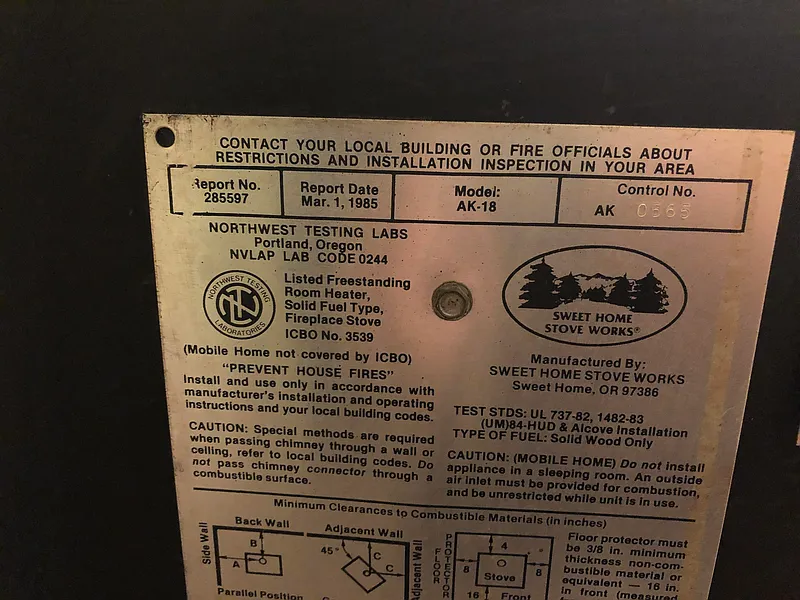 CONTACT YOUR LOCAL BUILDING OR FIRE OFFICIALS ABOUT
RESTRICTIONS AND INSTALLATION INSPECTION IN YOUR AREA
Report No.
285597
Report Date
Mar. 1, 1985
Model:
AK-18
Control No.
AK 0565
NORTHWEST TESTING LABS
Portland, Oregon
NVLAP LAB CODE 0244
NORTHWEST TESTING
LABORATORIES
NTL
Listed Freestanding
Room Heater,
Solid Fuel Type,
Fireplace Stove
ICBO No. 3539
(Mobile Home not covered by ICBO)
"PREVENT HOUSE FIRES"
Install and use only in accordance with
manufacturer's installation and operating
instructions and your local building codes.
CAUTION: Special methods are required
when passing chimney through a wall or
ceiling, refer to local building codes. Do
not pass chimney connector through a
combustible surface.
SWEET HOME
STOVE WORKS®
Manufactured By:
SWEET HOME STOVE WORKS
Sweet Home, OR 97386
TEST STDS: UL 737-82, 1482-83
(UM)84-HUD & Alcove Installation
TYPE OF FUEL: Solid Wood Only
CAUTION: (MOBILE HOME) Do not install
appliance in a sleeping room. An outside
air inlet must be provided for combustion,
and be unrestricted while unit is in use.
Minimum Clearances to Combustible Materials (in inches)
Side Wall
Back Wall
B
A
Parallel Position
Adjacent Wall
45°
C
C
Adjacent Wall
FLOOR
PROTECTOR
4
8
Stove
8
16
Front
Floor protector must
be 3/8 in. minimum
thickness non-com-
bustible material or
equivalent — 16 in.
in front (measured